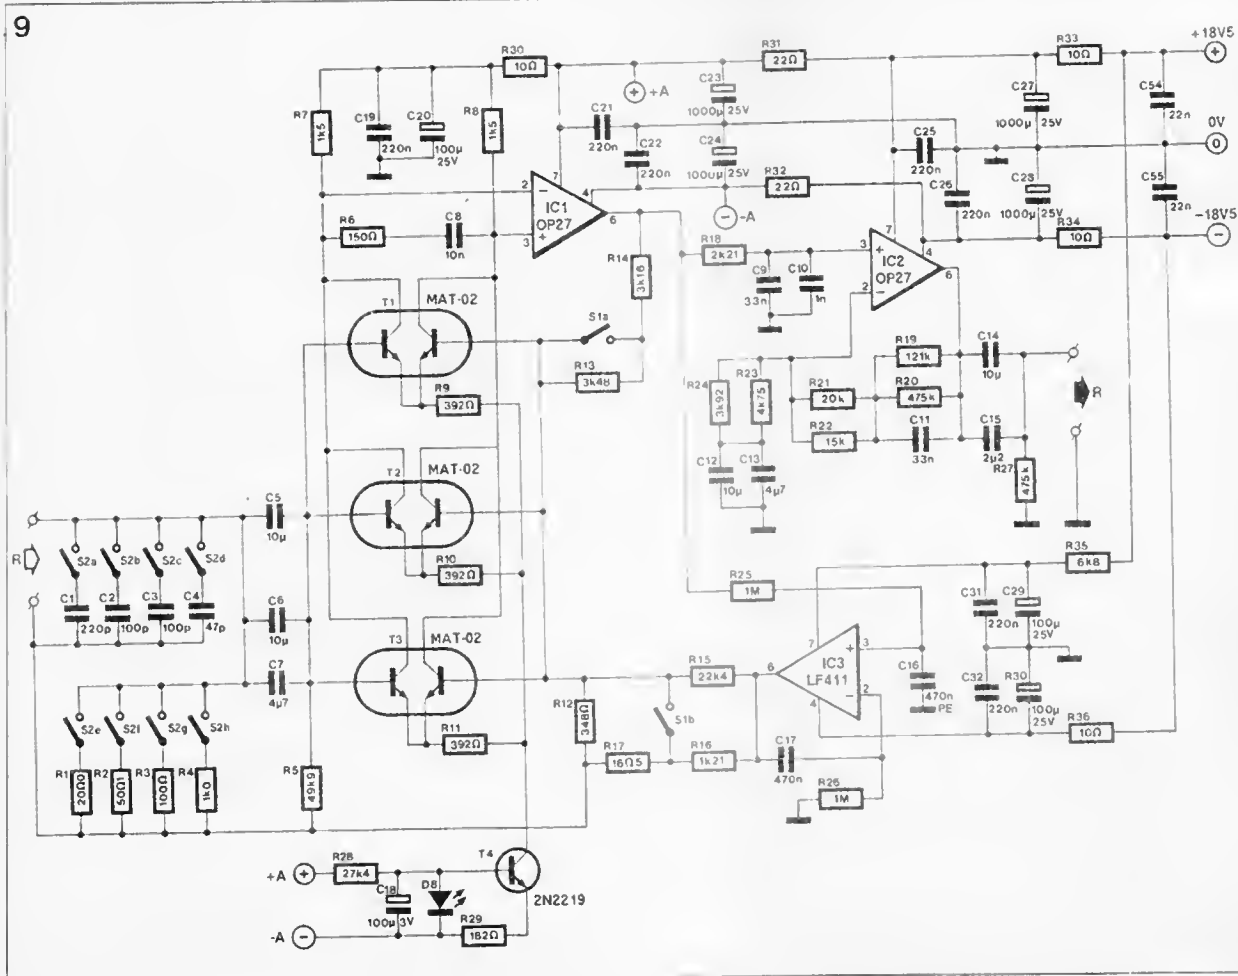 9
R30
10Ω
R31
22Ω
R33
10Ω
+18V5
+
R7
1k5
C19
220n
C20
100µ
25V
R8
1k5
+
+A
C23
1000µ 25V
C27
1000µ 25V
C54
22n
C21
220n
C22
220n
C24
1000µ 25V
C25
220n
0V
0
2
−
7
4
IC1
OP27
6
3
+
R32
22Ω
−
-A
C26
220n
1000µ 25V
R34
10Ω
C55
22n
−18V5
−
R6
150Ω
C8
10n
R14
3k16
R18
2k21
C9
33n
C10
1n
3
+
7
4
IC2
OP27
6
2
−
T1
MAT-02
S1a
R13
3k48
R9
392Ω
R24
3k92
R23
4k75
R21
20k
R22
15k
R19
121k
R20
475k
C11
33n
C14
10µ
C15
2µ2
R
R27
475k
C12
10µ
C13
4µ7
T2
MAT-02
R10
392Ω
R
S2a
S2b
S2c
S2d
C5
10µ
C1
220p
C2
100p
C3
100p
C4
47p
C6
10µ
C7
4µ7
T3
MAT-02
R11
392Ω
R35
6k8
R25
1M
C31
220n
C29
100µ
25V
7
3
+
6
IC3
LF411
−
2
4
C16
470n
PE
C32
220n
R30
100µ
25V
R36
10Ω
R15
22k4
S1b
R12
348Ω
R17
16Ω5
R16
1k21
C17
470n
R26
1M
S2e
S2f
S2g
S2h
R1
R2
50Ω1
R3
100Ω
R4
1k0
R5
49k9
+A
+
R28
27k4
C18
100µ 3V
D8
T4
2N2219
R29
182Ω
-A
−